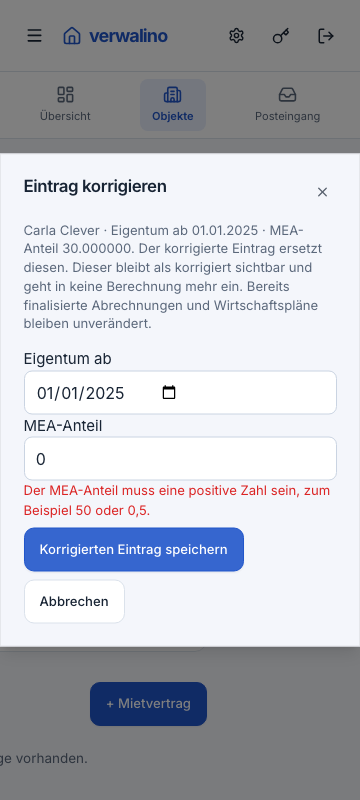 verwalino
Übersicht
Objekte
Posteingang
Eintrag korrigieren
Carla Clever · Eigentum ab 01.01.2025 · MEA-
Anteil 30.000000. Der korrigierte Eintrag ersetzt
diesen. Dieser bleibt als korrigiert sichtbar und
geht in keine Berechnung mehr ein. Bereits
finalisierte Abrechnungen und Wirtschaftspläne
bleiben unverändert.
Eigentum ab
01/01/2025
MEA-Anteil
0
Der MEA-Anteil muss eine positive Zahl sein, zum
Beispiel 50 oder 0,5.
Korrigierten Eintrag speichern
Abbrechen
+ Mietvertrag
ge vorhanden.